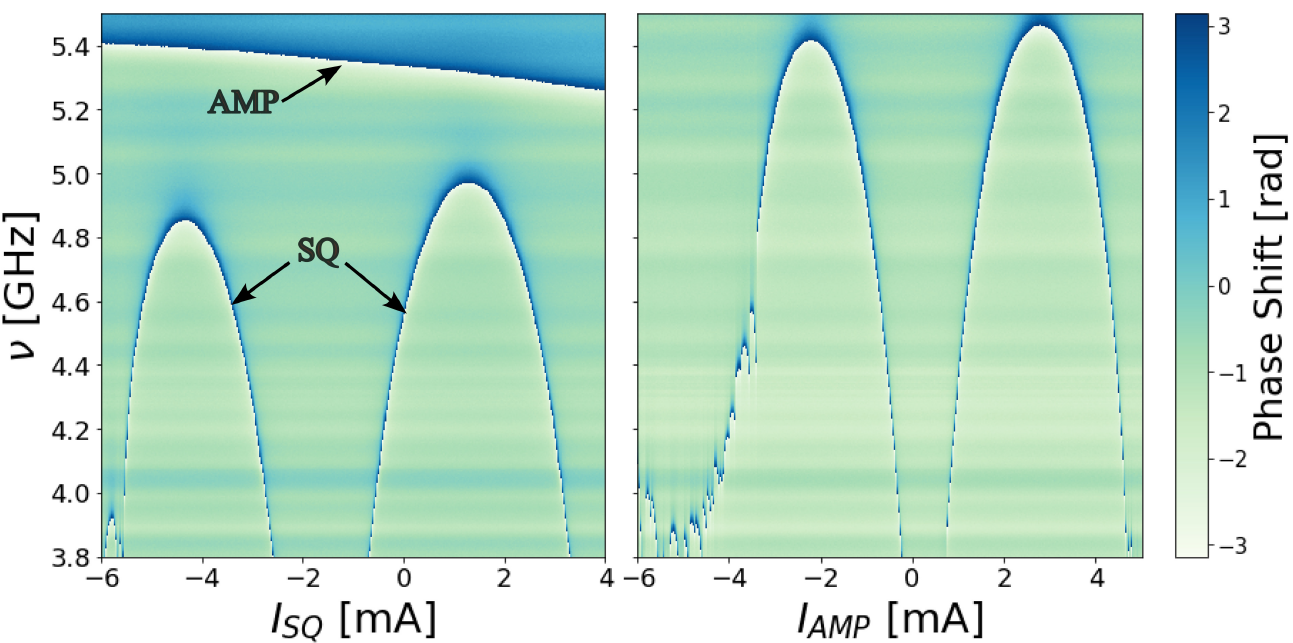 5.4
5.2
5.0
4.8
4.6
4.4
4.2
4.0
3.8
ν [GHz]
AMP
SQ
−6 −4 −2 0 2 4
I_SQ [mA]
−6 −4 −2 0 2 4
I_AMP [mA]
3
2
1
0
−1
−2
−3
Phase Shift [rad]